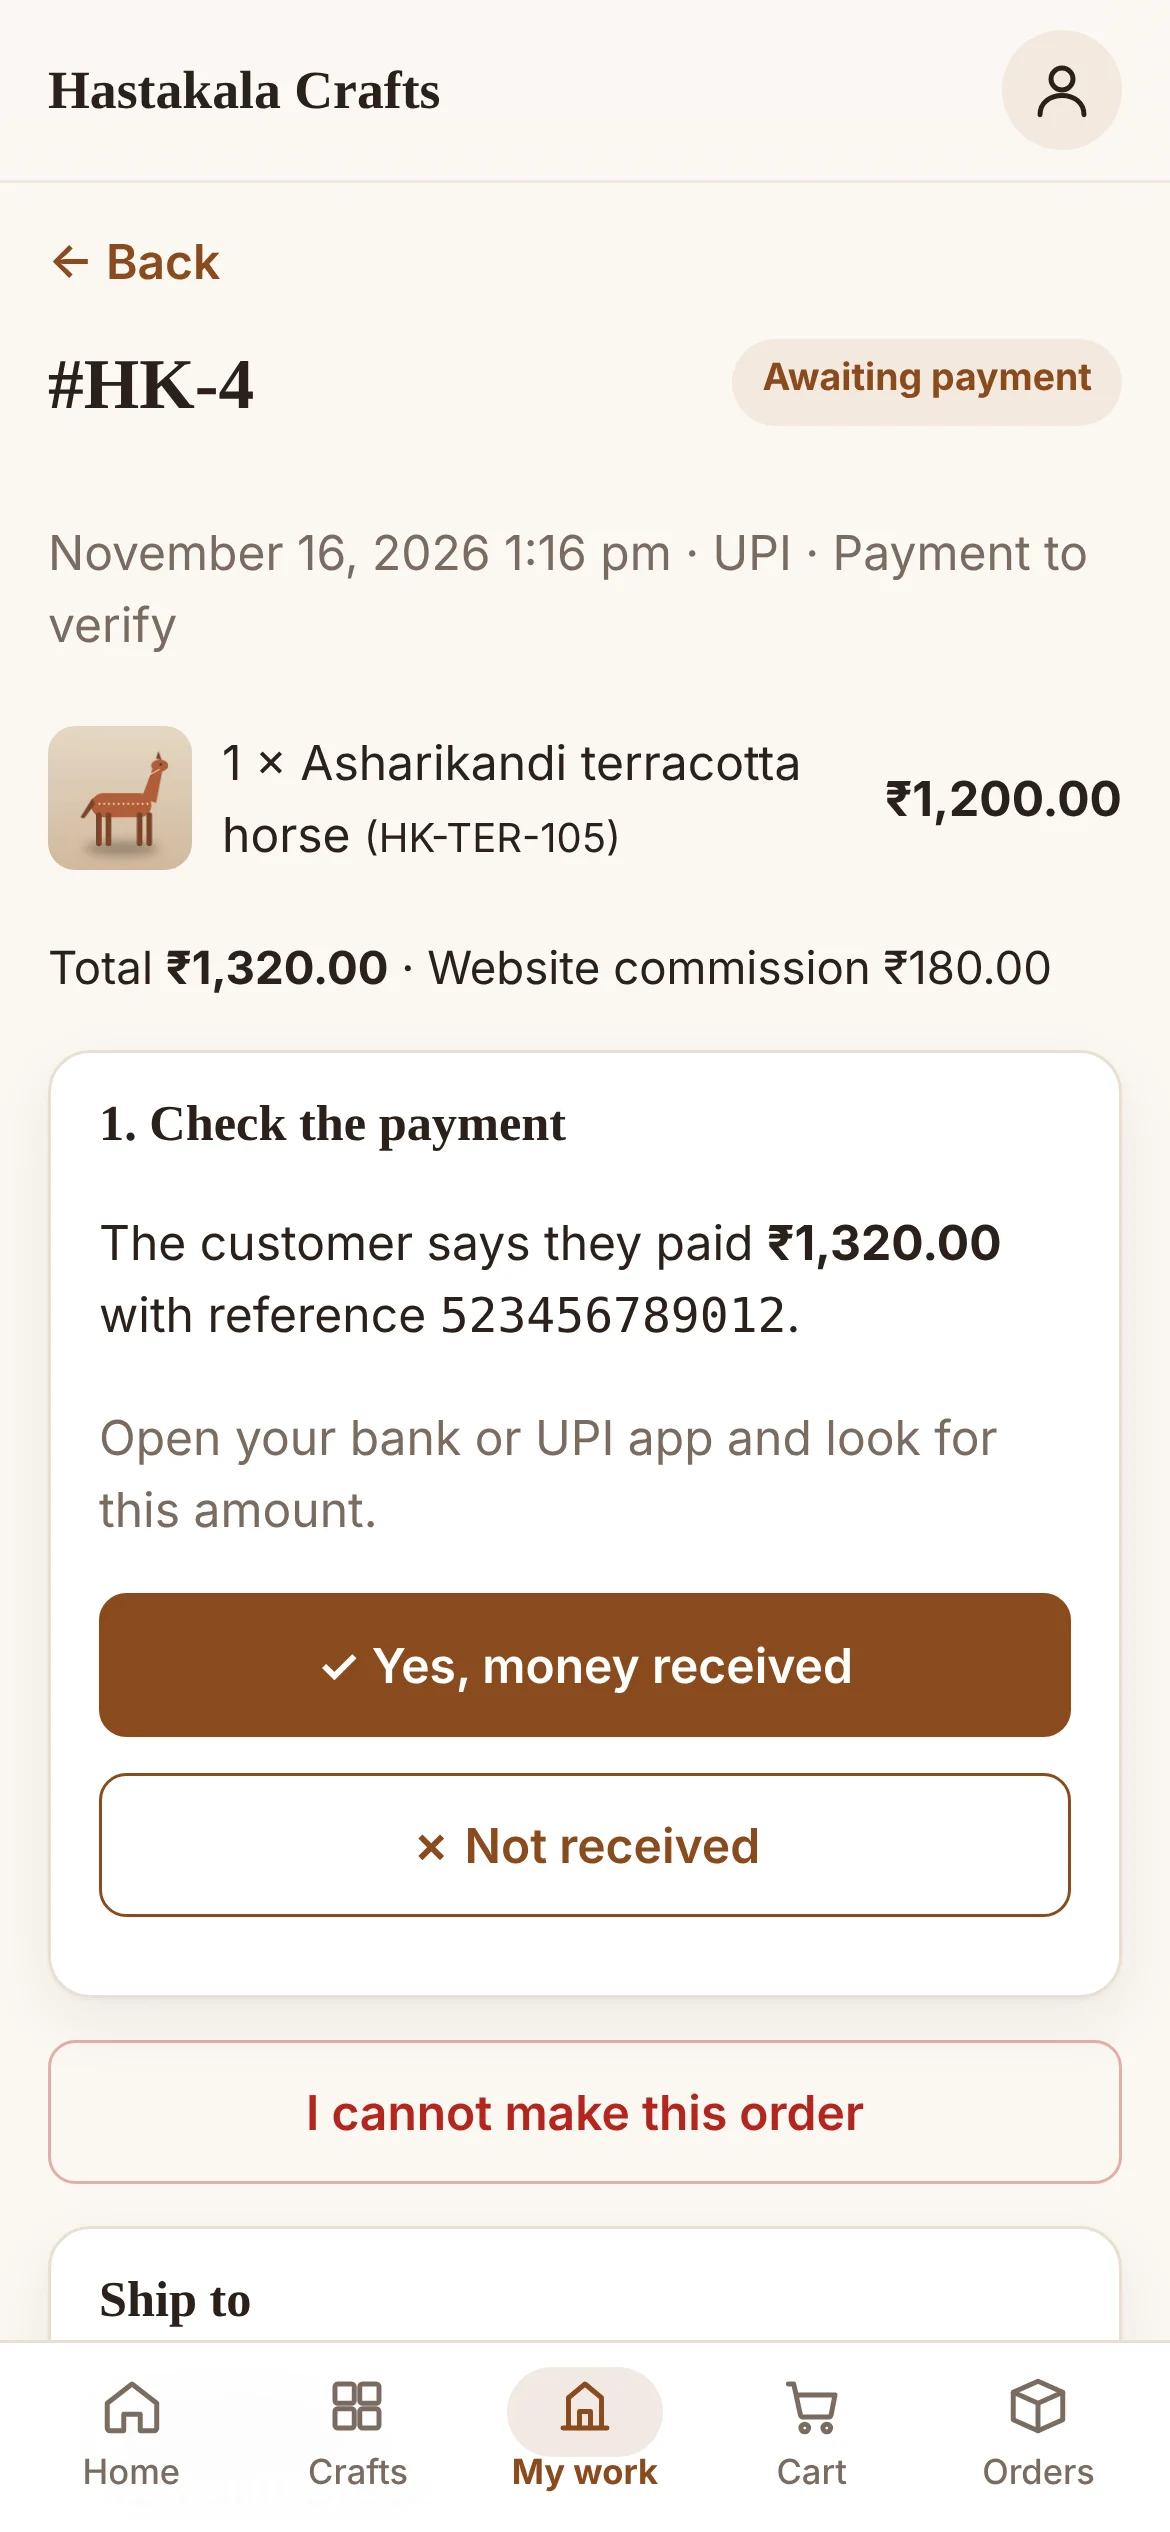 Hastakala Crafts
← Back
#HK-4
Awaiting payment
November 16, 2026 1:16 pm · UPI · Payment to
verify
1 × Asharikandi terracotta
horse (HK-TER-105)
₹1,200.00
Total ₹1,320.00 · Website commission ₹180.00
1. Check the payment
The customer says they paid ₹1,320.00
with reference 523456789012.
Open your bank or UPI app and look for
this amount.
✓ Yes, money received
× Not received
I cannot make this order
Ship to
Home
Crafts
My work
Cart
Orders